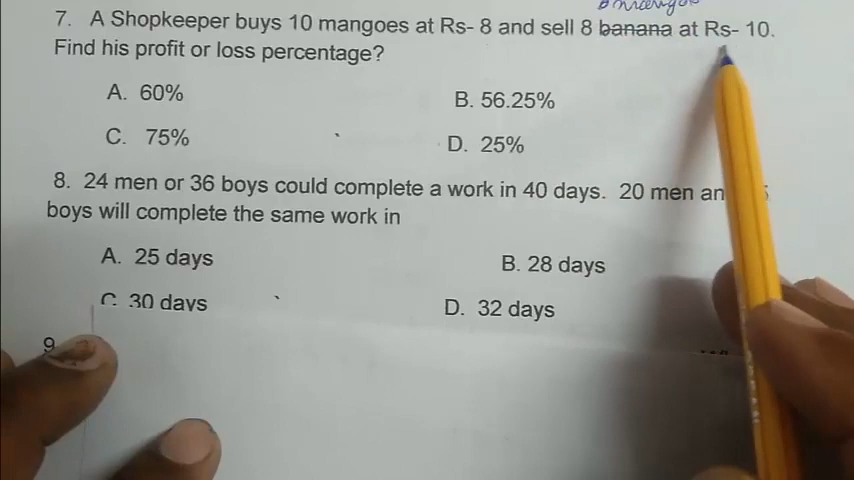 7. A Shopkeeper buys 10 mangoes at Rs- 8 and sell 8 banana at Rs- 10.
Find his profit or loss percentage?
A. 60%
B. 56.25%
C. 75%
D. 25%
8. 24 men or 36 boys could complete a work in 40 days. 20 men an
boys will complete the same work in
A. 25 days
B. 28 days
C. 30 days
D. 32 days
9